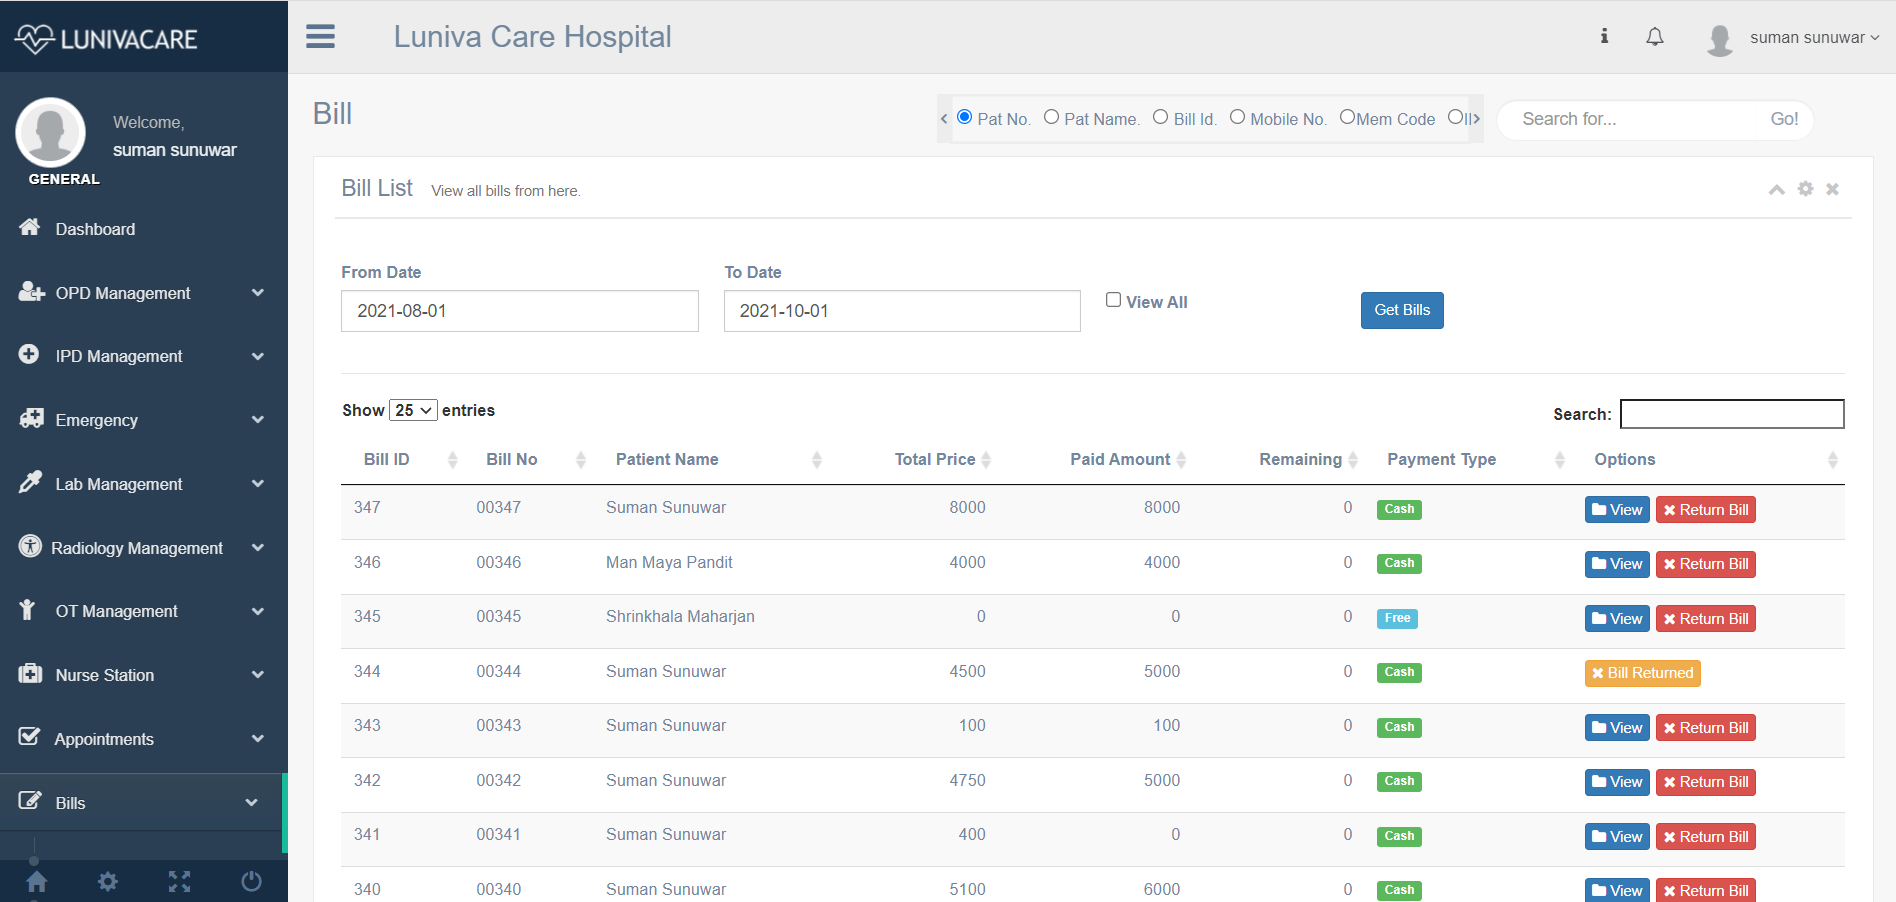 LUNIVACARE
Luniva Care Hospital
suman sunuwar
Welcome,
suman sunuwar
GENERAL
Dashboard
OPD Management
IPD Management
Emergency
Lab Management
Radiology Management
OT Management
Nurse Station
Appointments
Bills
Bill
Pat No. Pat Name. Bill Id. Mobile No. Mem Code
Search for... Go!
Bill List View all bills from here.
From Date To Date
2021-08-01 2021-10-01 View All Get Bills
Show 25 entries
Search:
Bill ID Bill No Patient Name Total Price Paid Amount Remaining Payment Type Options
347 00347 Suman Sunuwar 8000 8000 0 Cash View Return Bill
346 00346 Man Maya Pandit 4000 4000 0 Cash View Return Bill
345 00345 Shrinkhala Maharjan 0 0 0 Free View Return Bill
344 00344 Suman Sunuwar 4500 5000 0 Cash Bill Returned
343 00343 Suman Sunuwar 100 100 0 Cash View Return Bill
342 00342 Suman Sunuwar 4750 5000 0 Cash View Return Bill
341 00341 Suman Sunuwar 400 0 0 Cash View Return Bill
340 00340 Suman Sunuwar 5100 6000 0 Cash View Return Bill